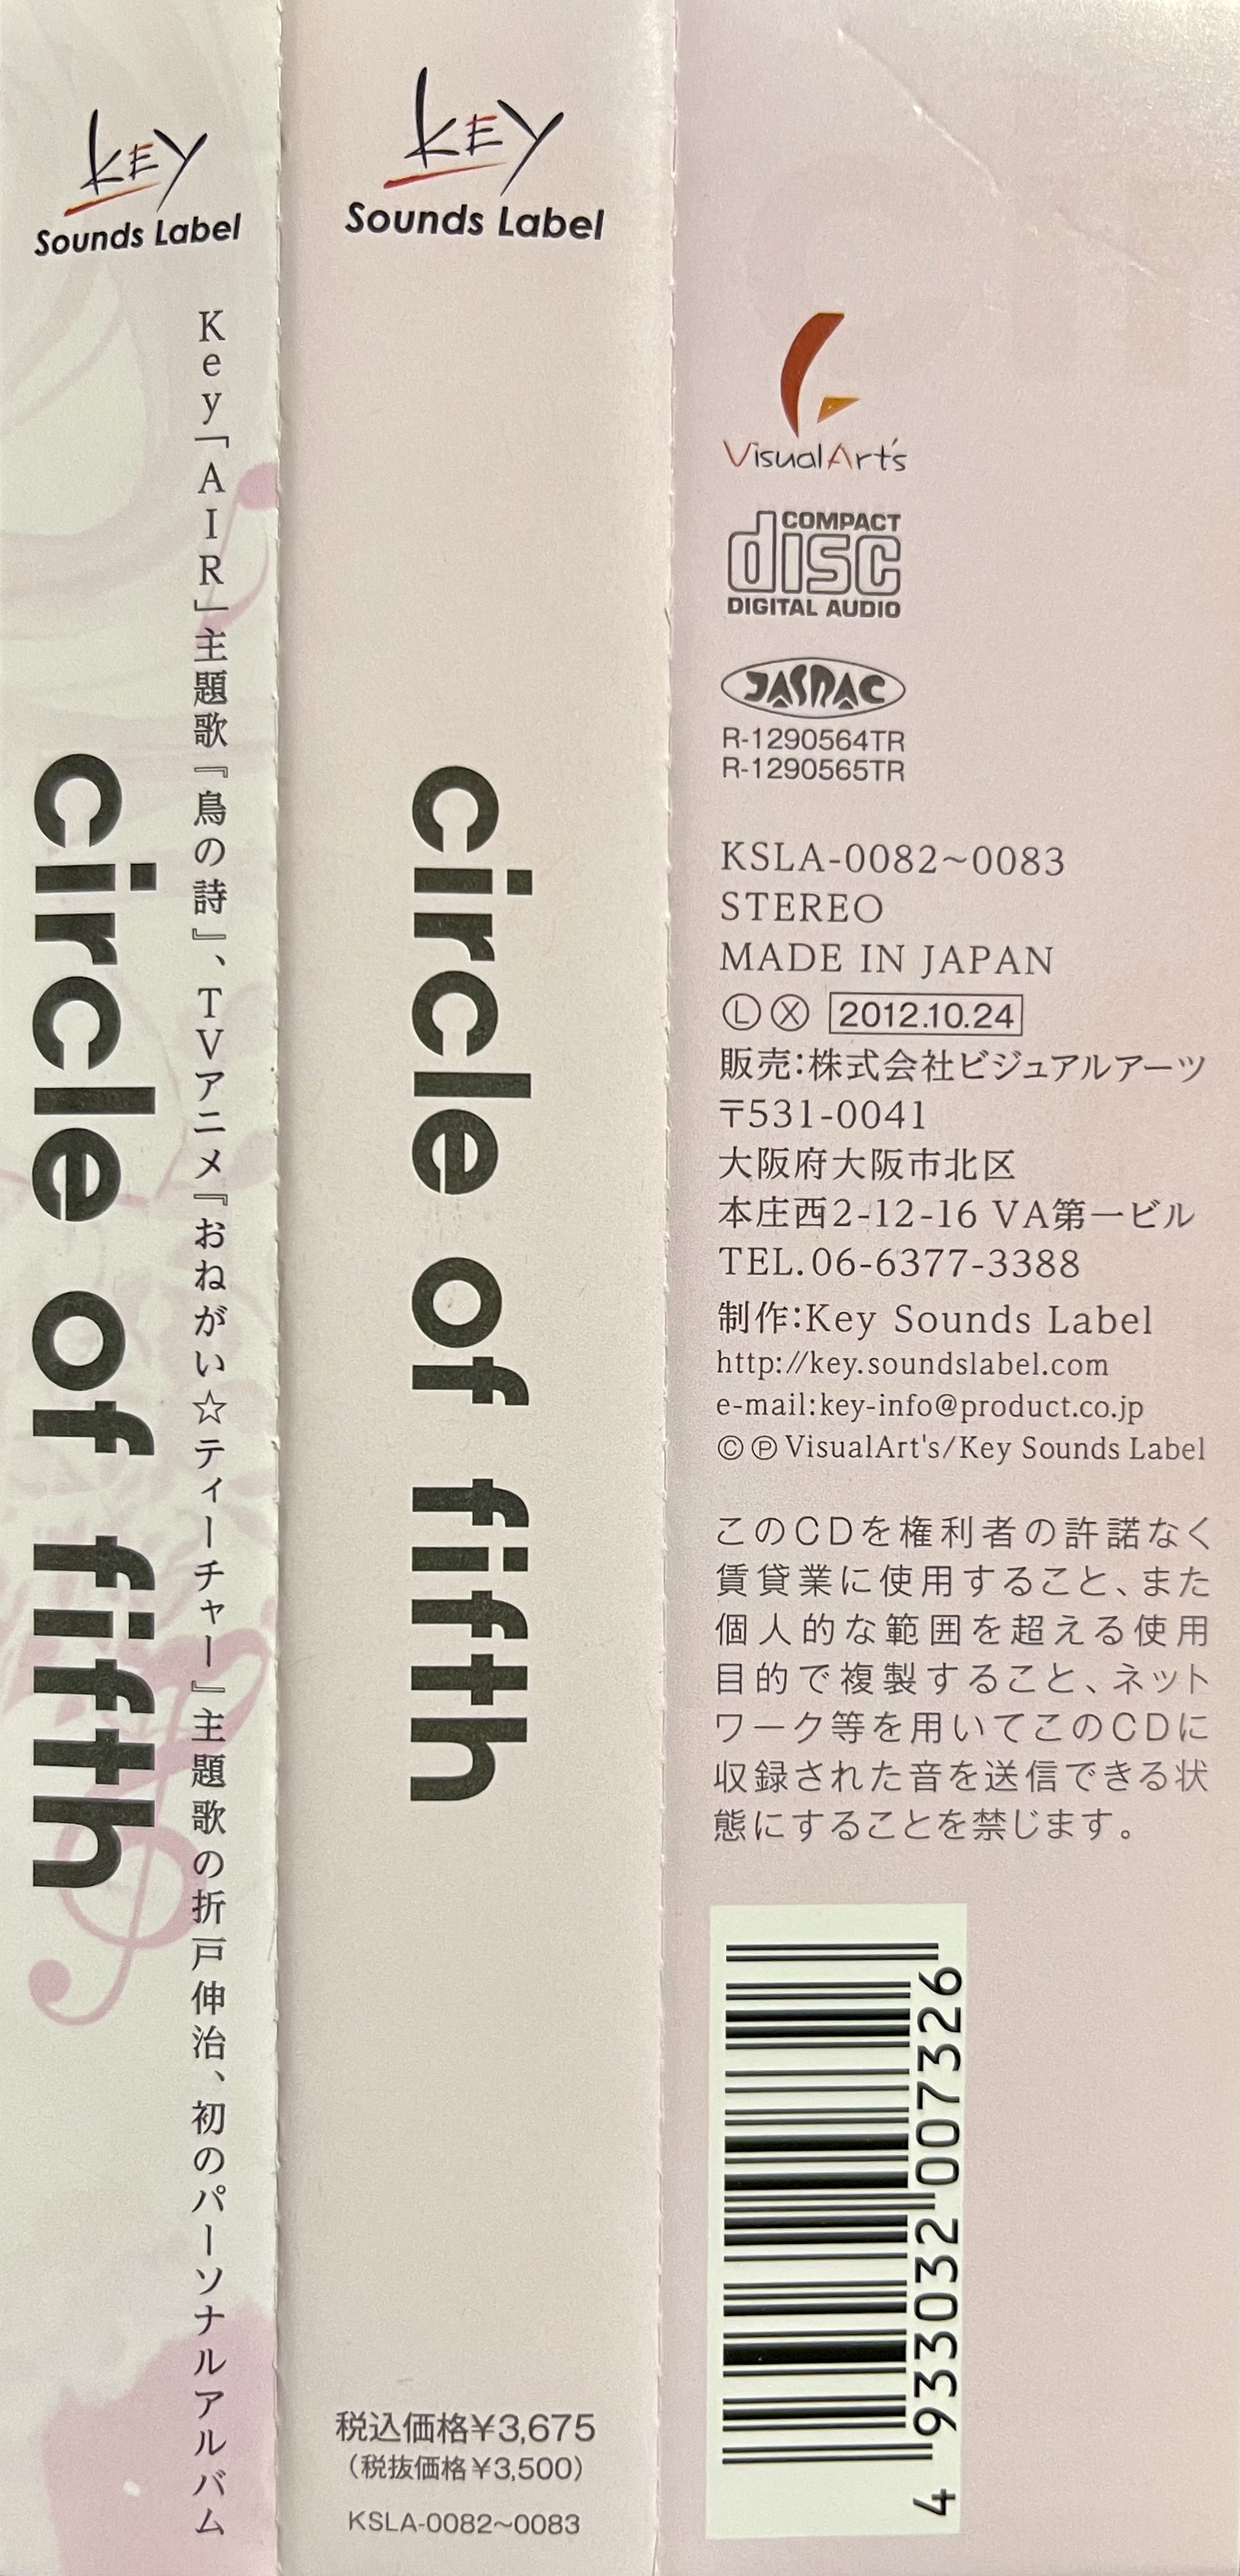 Key
Sounds Label
Key「AIR」主題歌『鳥の詩』、TVアニメ『おねがい☆ティーチャー』主題歌の折戸伸治、初のパーソナルアルバム
circle of fifth
Key
Sounds Label
circle of fifth
税込価格¥3,675
(税抜価格¥3,500)
KSLA-0082~0083
VisualArt's
COMPACT
disc
DIGITAL AUDIO
JASRAC
R-1290564TR
R-1290565TR
KSLA-0082~0083
STEREO
MADE IN JAPAN
Ⓛ Ⓧ 2012.10.24
販売:株式会社ビジュアルアーツ
〒531-0041
大阪府大阪市北区
本庄西2-12-16 VA第一ビル
TEL.06-6377-3388
制作:Key Sounds Label
http://key.soundslabel.com
e-mail:key-info@product.co.jp
©℗VisualArt's/Key Sounds Label
このCDを権利者の許諾なく
賃貸業に使用すること、また
個人的な範囲を超える使用
目的で複製すること、ネット
ワーク等を用いてこのCDに
収録された音を送信できる状
態にすることを禁じます。
4 933032 007326